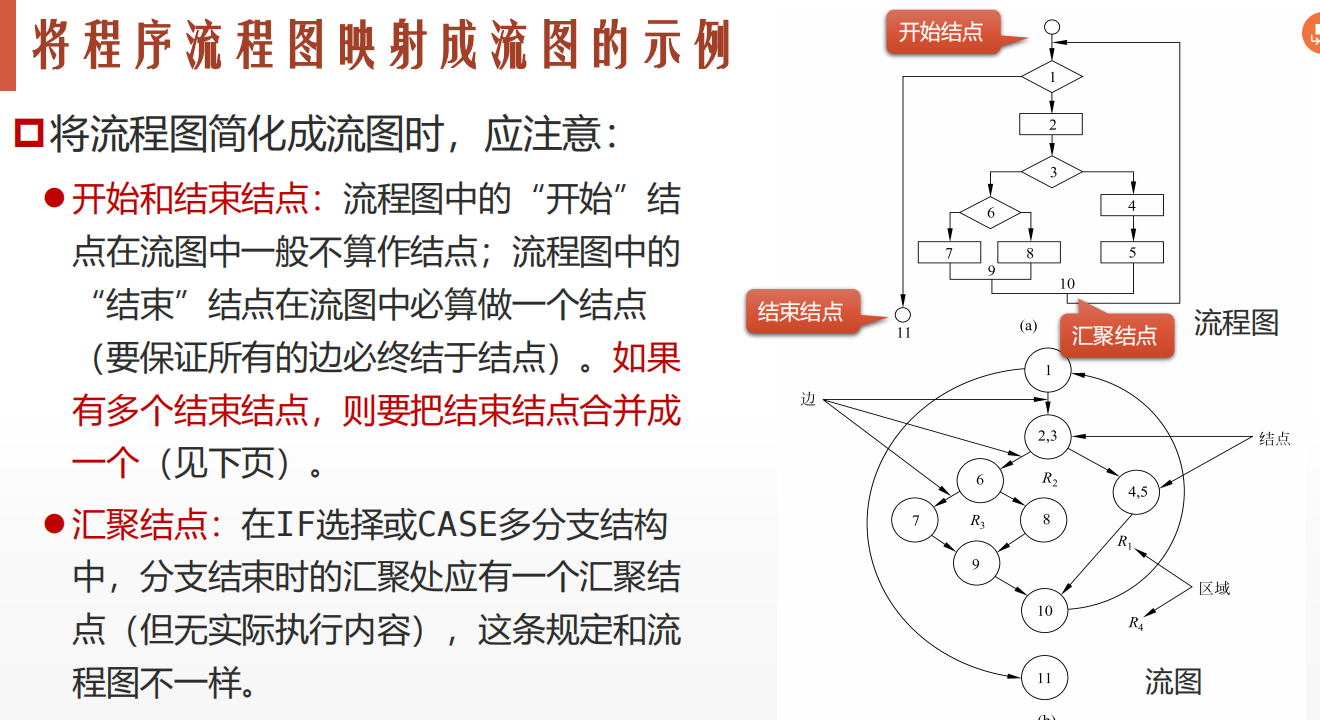 将程序流程图映射成流图的示例
将流程图简化成流图时，应注意：
开始和结束结点：流程图中的“开始”结
点在流图中一般不算作结点；流程图中的
“结束”结点在流图中必算做一个结点
（要保证所有的边必终结于结点）。如果
有多个结束结点，则要把结束结点合并成
一个（见下页）。
汇聚结点：在IF选择或CASE多分支结构
中，分支结束时的汇聚处应有一个汇聚结
点（但无实际执行内容），这条规定和流
程图不一样。
开始结点
1
2
3
6
4
7
8
5
9
10
结束结点
11
(a)
汇聚结点
流程图
1
边
2,3
结点
6
R2
4,5
7
R3
8
R1
9
区域
10
R4
11
流图